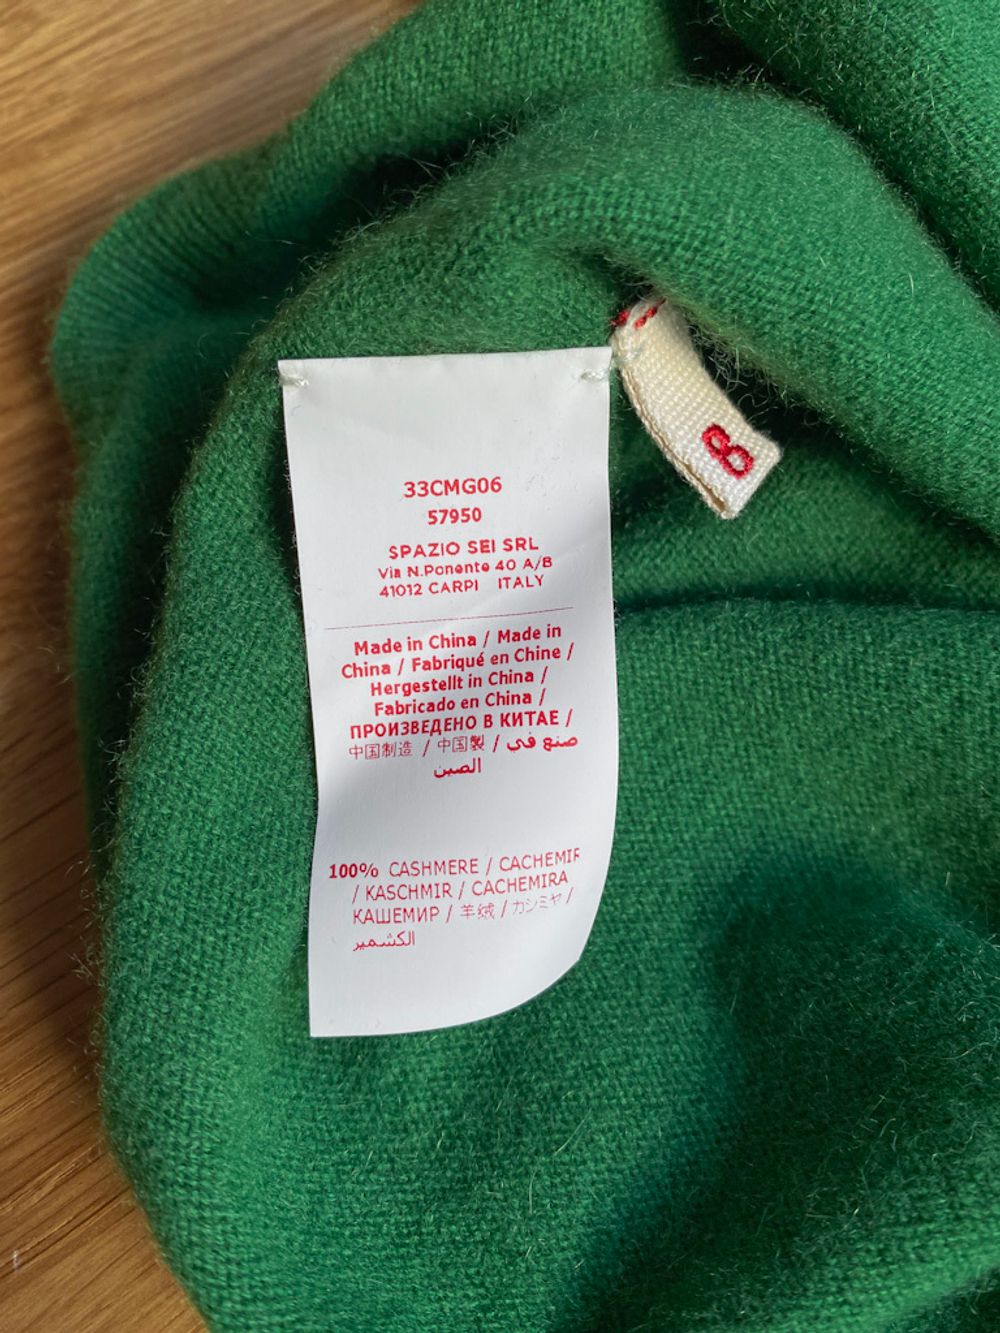 33CMG06
57950
SPAZIO SEI SRL
Via N.Ponente 40 A/B
41012 CARPI ITALY
Made in China / Made in
China / Fabriqué en Chine /
Hergestellt in China /
Fabricado en China /
ПРОИЗВЕДЕНО В КИТАЕ /
中国制造 / 中国製 / صنع في
الصين
100% CASHMERE / CACHEMIR
/ KASCHMIR / CACHEMIRA
КАШЕМИР / 羊绒 / カシミヤ /
الكشمير
8